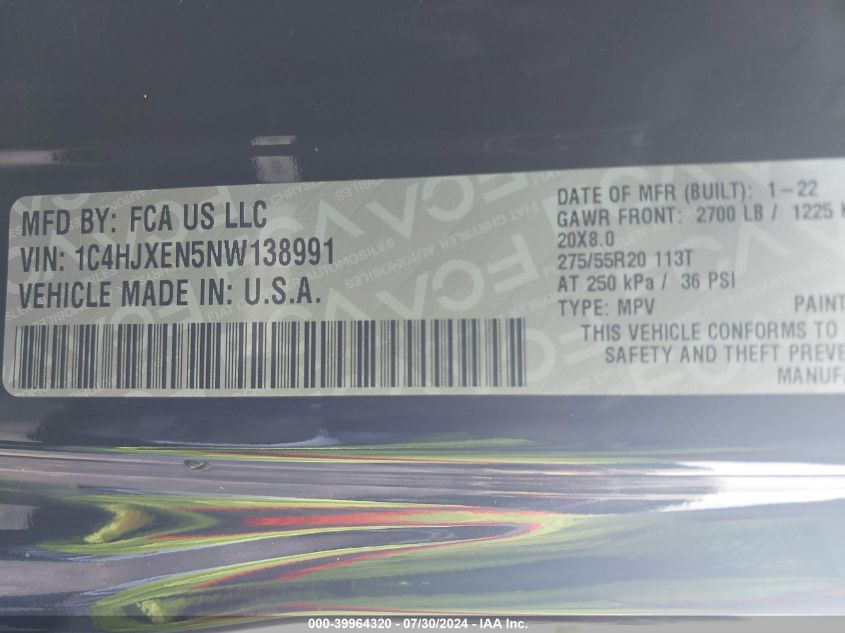 MFD BY: FCA US LLC
VIN: 1C4HJXEN5NW138991
VEHICLE MADE IN: U.S.A.
DATE OF MFR (BUILT): 1-22
GAWR FRONT: 2700 LB / 1225
20X8.0
275/55R20 113T
AT 250 kPa / 36 PSI
TYPE: MPV PAINT
THIS VEHICLE CONFORMS TO
SAFETY AND THEFT PREVE
MANUFA
000-39964320 / 07/30/2024 - IAA Inc.